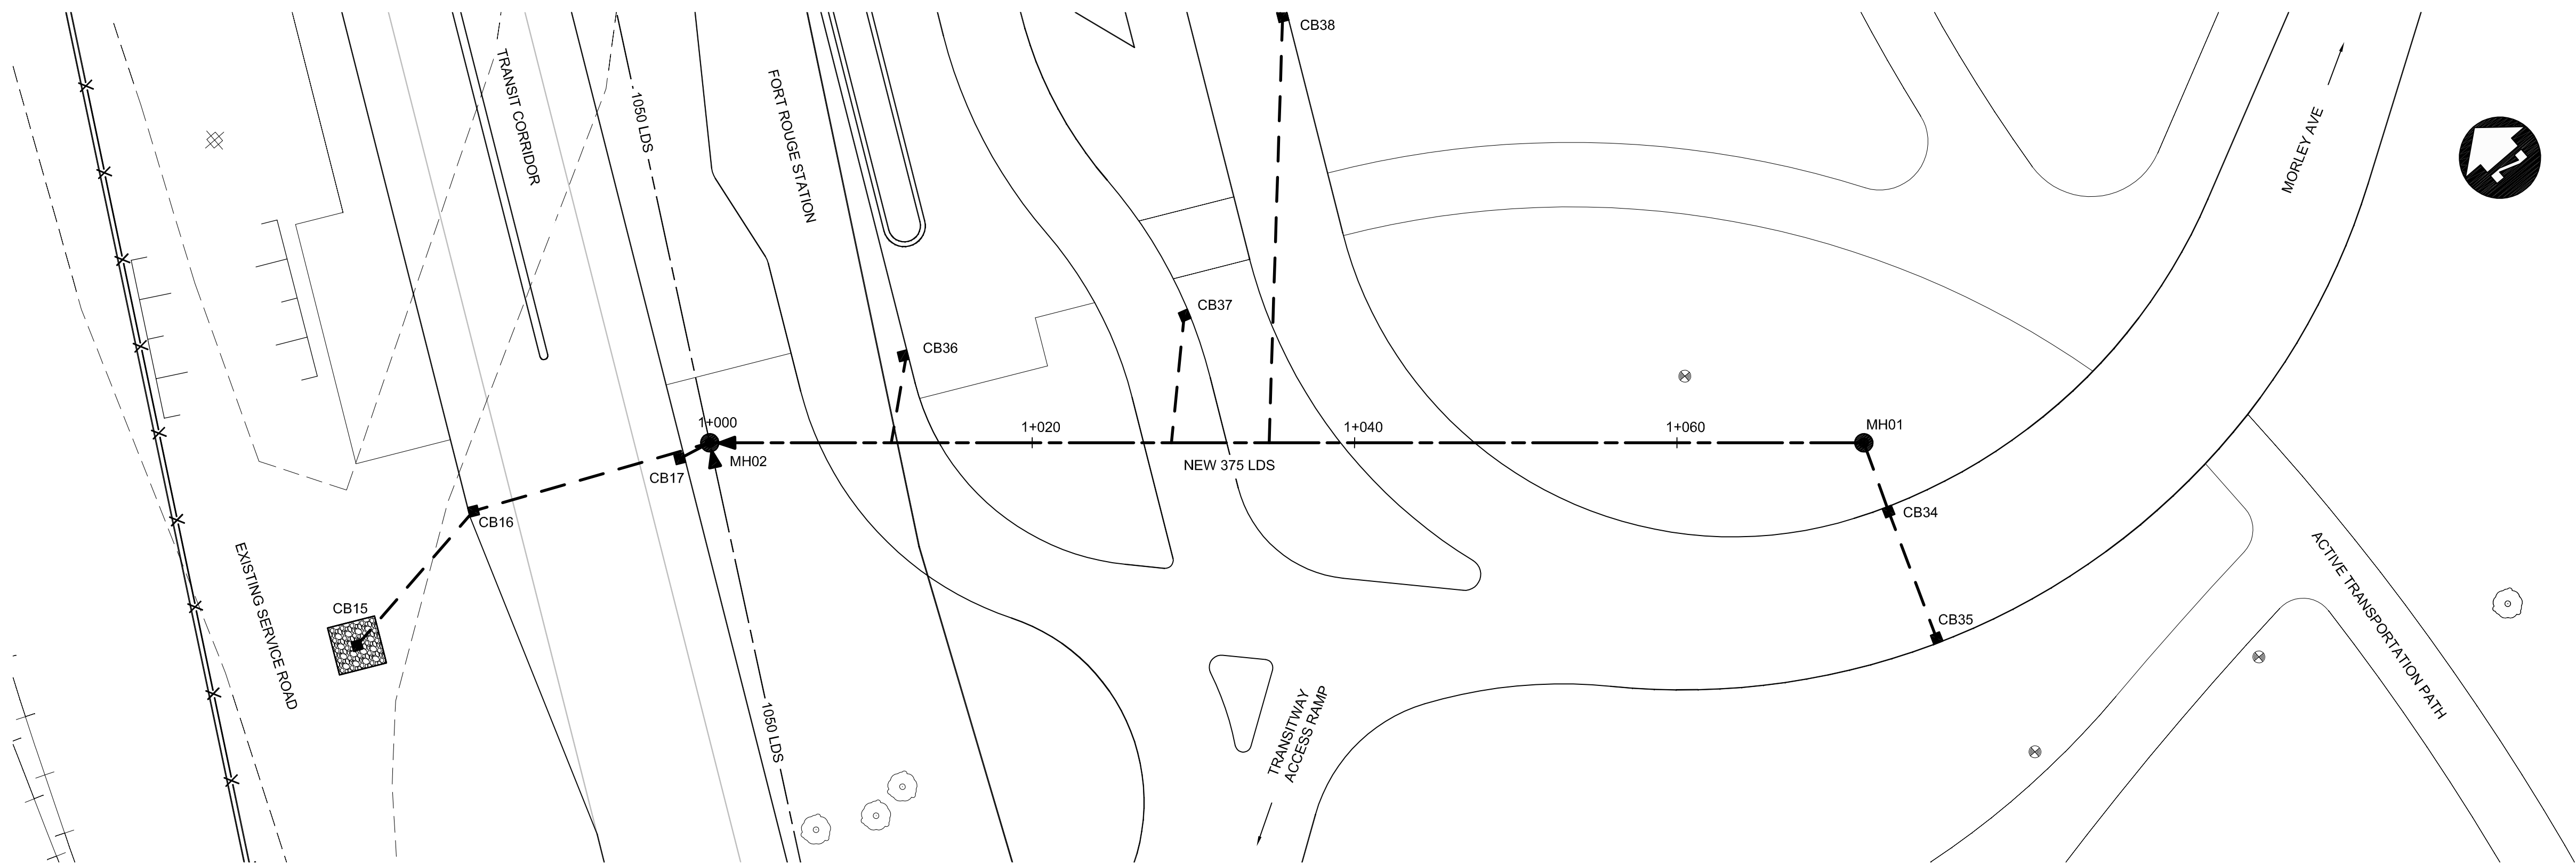 CB38
TRANSIT CORRIDOR
1050 LDS
FORT ROUGE STATION
MORLEY AVE
CB37
CB36
1+000
1+020
1+040
1+060
MH01
MH02
NEW 375 LDS
CB17
CB16
CB34
EXISTING SERVICE ROAD
CB15
CB35
ACTIVE TRANSPORTATION PATH
1050 LDS
TRANSITWAY
ACCESS RAMP